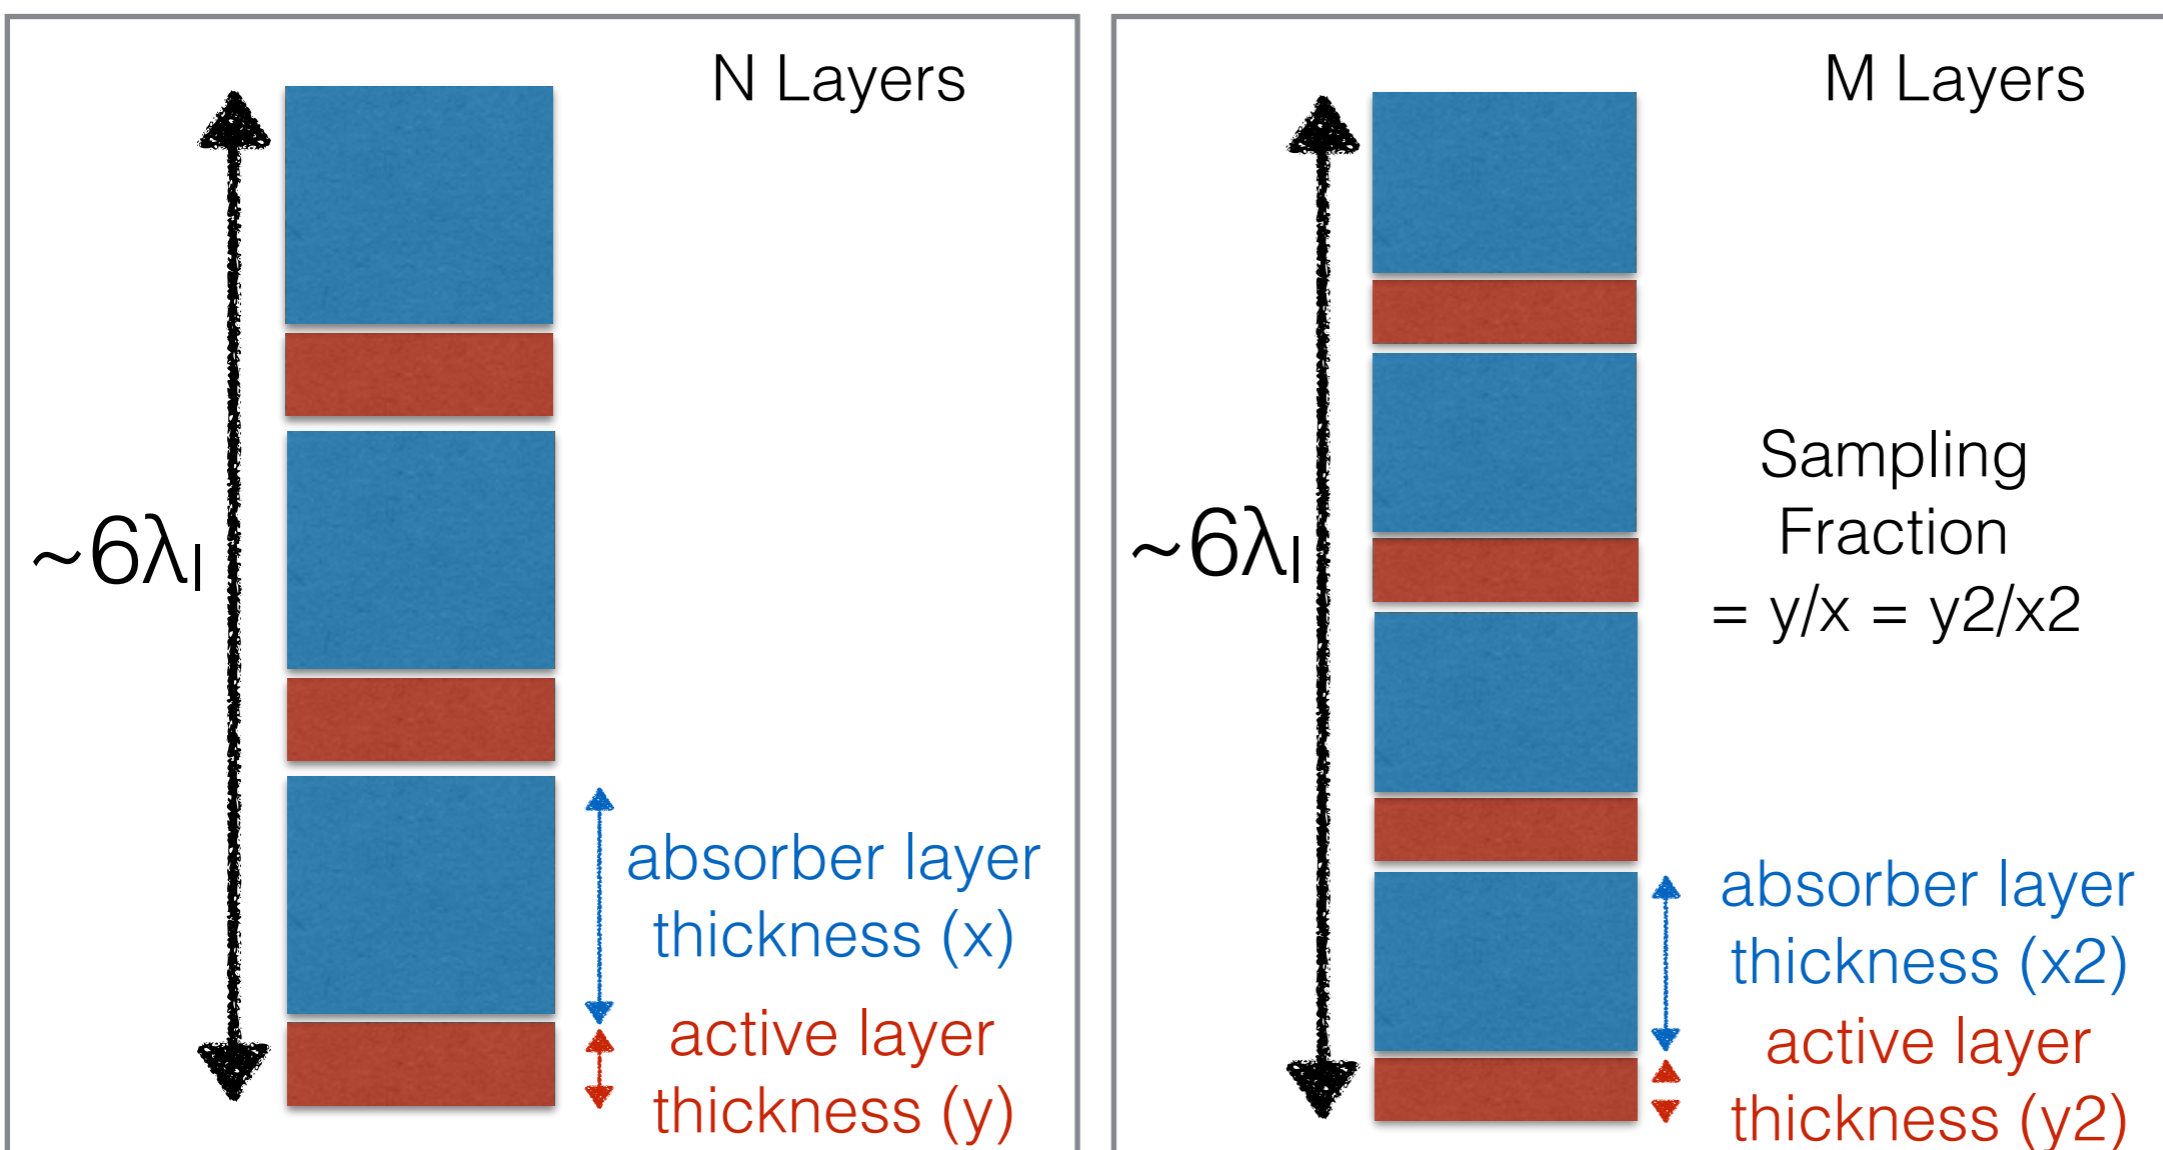 N Layers
~6λI
absorber layer
thickness (x)
active layer
thickness (y)
M Layers
~6λI
Sampling
Fraction
= y/x = y2/x2
absorber layer
thickness (x2)
active layer
thickness (y2)